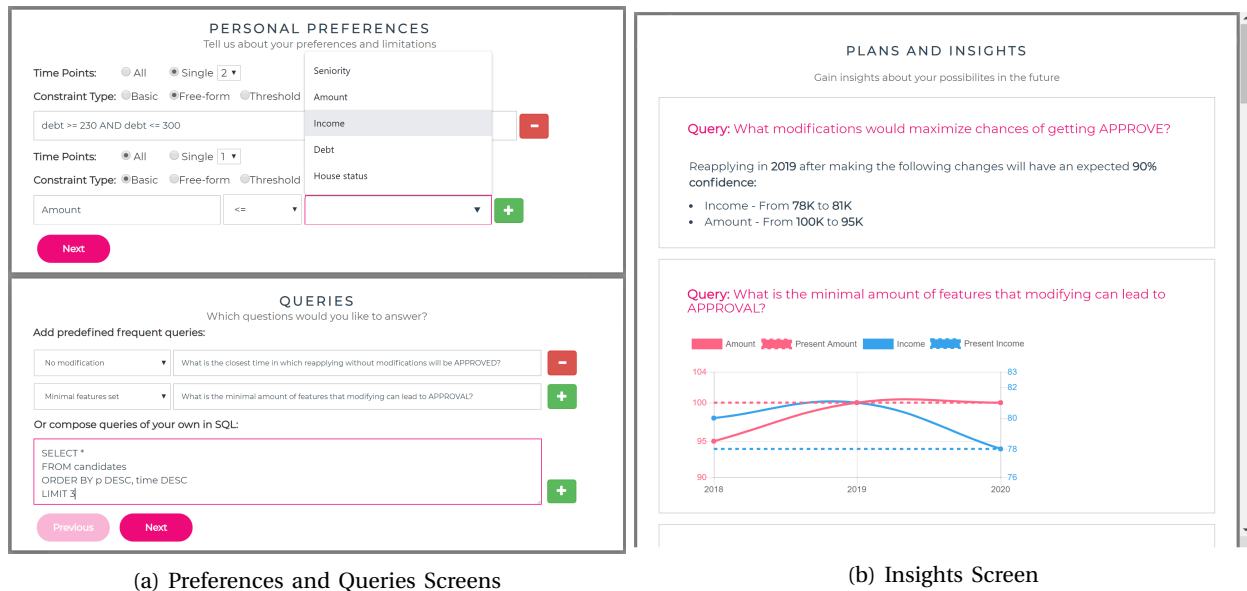 PERSONAL PREFERENCES
Tell us about your preferences and limitations
Time Points: All Single 2
Constraint Type: Basic Free-form Threshold
debt >= 230 AND debt <= 300
Time Points: All Single 1
Constraint Type: Basic Free-form Threshold
Amount <=
Seniority
Amount
Income
Debt
House status
Next
QUERIES
Which questions would you like to answer?
Add predefined frequent queries:
No modification What is the closest time in which reapplying without modifications will be APPROVED?
Minimal features set What is the minimal amount of features that modifying can lead to APPROVAL?
Or compose queries of your own in SQL:
SELECT *
FROM candidates
ORDER BY p DESC, time DESC
LIMIT 3
Previous Next
(a) Preferences and Queries Screens
PLANS AND INSIGHTS
Gain insights about your possibilites in the future
Query: What modifications would maximize chances of getting APPROVE?
Reapplying in 2019 after making the following changes will have an expected 90%
confidence:
• Income - From 78K to 81K
• Amount - From 100K to 95K
Query: What is the minimal amount of features that modifying can lead to
APPROVAL?
Amount Present Amount Income Present Income
104 83
82
100 80
95 78
90 76
2018 2019 2020
(b) Insights Screen